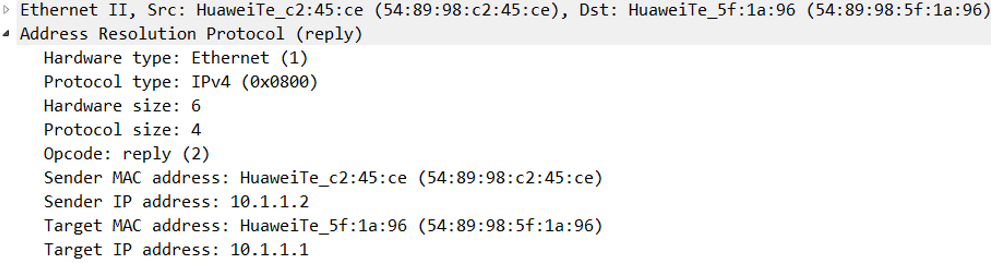 Ethernet II, Src: HuaweiTe_c2:45:ce (54:89:98:c2:45:ce), Dst: HuaweiTe_5f:1a:96 (54:89:98:5f:1a:96)
Address Resolution Protocol (reply)
Hardware type: Ethernet (1)
Protocol type: IPv4 (0x0800)
Hardware size: 6
Protocol size: 4
Opcode: reply (2)
Sender MAC address: HuaweiTe_c2:45:ce (54:89:98:c2:45:ce)
Sender IP address: 10.1.1.2
Target MAC address: HuaweiTe_5f:1a:96 (54:89:98:5f:1a:96)
Target IP address: 10.1.1.1